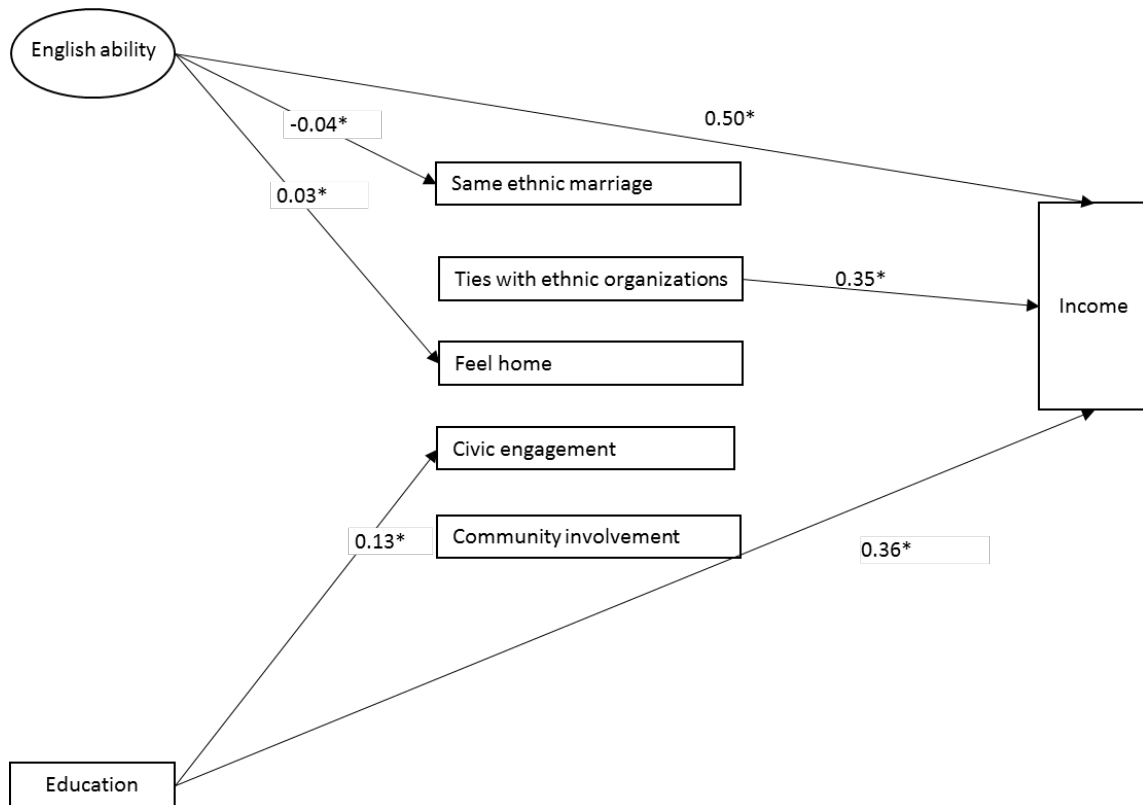 English ability
0.50*
-0.04*
Same ethnic marriage
0.03*
Ties with ethnic organizations
0.35*
Income
Feel home
Civic engagement
0.13*
Community involvement
0.36*
Education